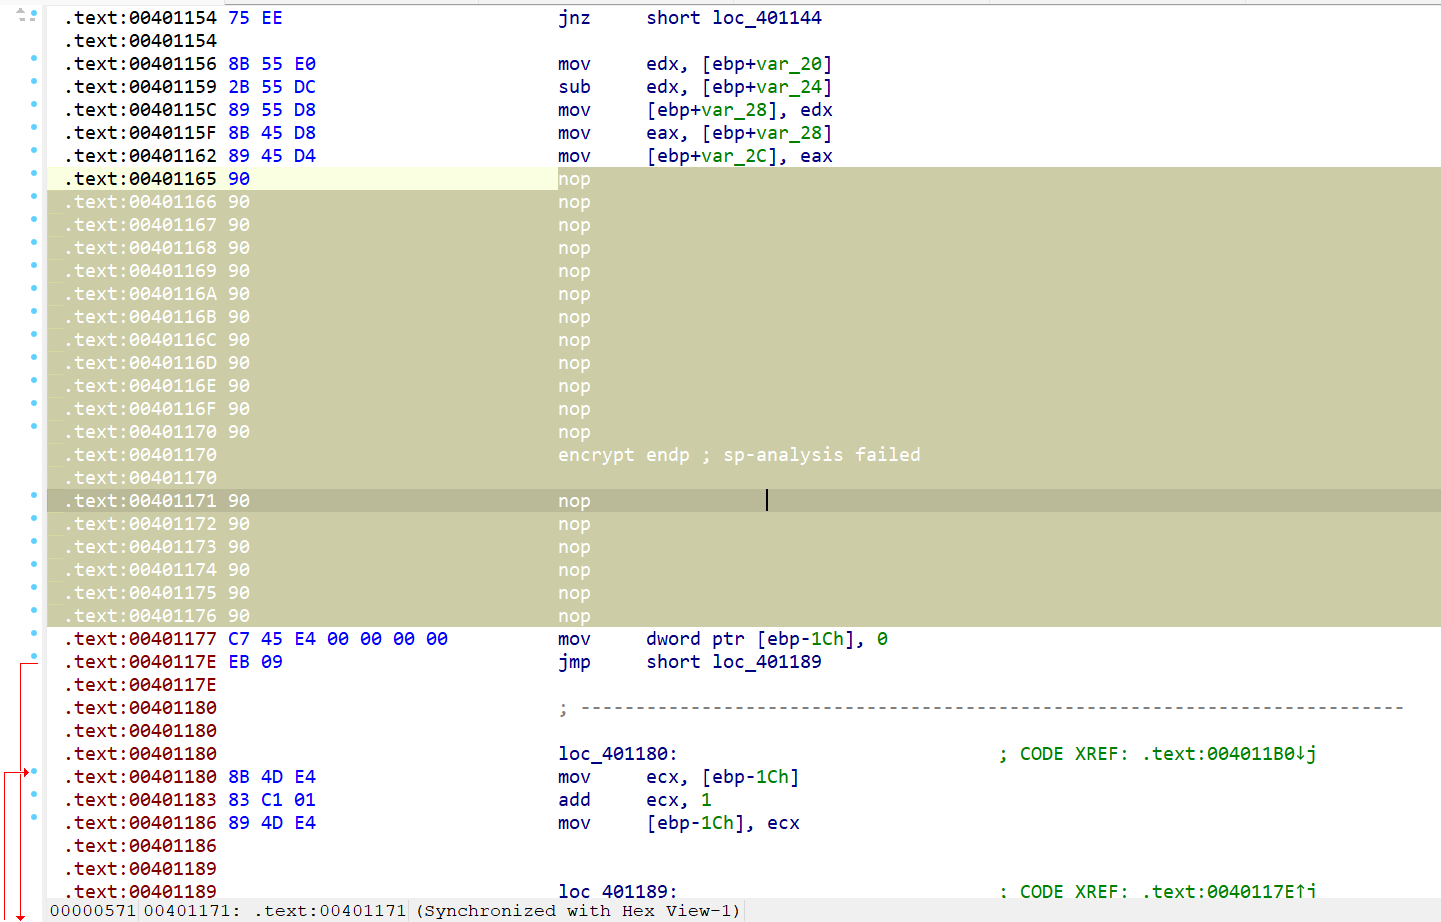 .text:00401154 75 EE jnz short loc_401144
.text:00401154
.text:00401156 8B 55 E0 mov edx, [ebp+var_20]
.text:00401159 2B 55 DC sub edx, [ebp+var_24]
.text:0040115C 89 55 D8 mov [ebp+var_28], edx
.text:0040115F 8B 45 D8 mov eax, [ebp+var_28]
.text:00401162 89 45 D4 mov [ebp+var_2C], eax
.text:00401165 90 nop
.text:00401166 90 nop
.text:00401167 90 nop
.text:00401168 90 nop
.text:00401169 90 nop
.text:0040116A 90 nop
.text:0040116B 90 nop
.text:0040116C 90 nop
.text:0040116D 90 nop
.text:0040116E 90 nop
.text:0040116F 90 nop
.text:00401170 90 nop
.text:00401170 encrypt endp ; sp-analysis failed
.text:00401170
.text:00401171 90 nop
.text:00401172 90 nop
.text:00401173 90 nop
.text:00401174 90 nop
.text:00401175 90 nop
.text:00401176 90 nop
.text:00401177 C7 45 E4 00 00 00 00 mov dword ptr [ebp-1Ch], 0
.text:0040117E EB 09 jmp short loc_401189
.text:0040117E
.text:00401180 ; ---------------------------------------------------------------------------
.text:00401180
.text:00401180 loc_401180: ; CODE XREF: .text:004011B0↓j
.text:00401180 8B 4D E4 mov ecx, [ebp-1Ch]
.text:00401183 83 C1 01 add ecx, 1
.text:00401186 89 4D E4 mov [ebp-1Ch], ecx
.text:00401186
.text:00401189
.text:00401189 loc_401189: ; CODE XREF: .text:0040117E↑j
00000571 00401171: .text:00401171 (Synchronized with Hex View-1)